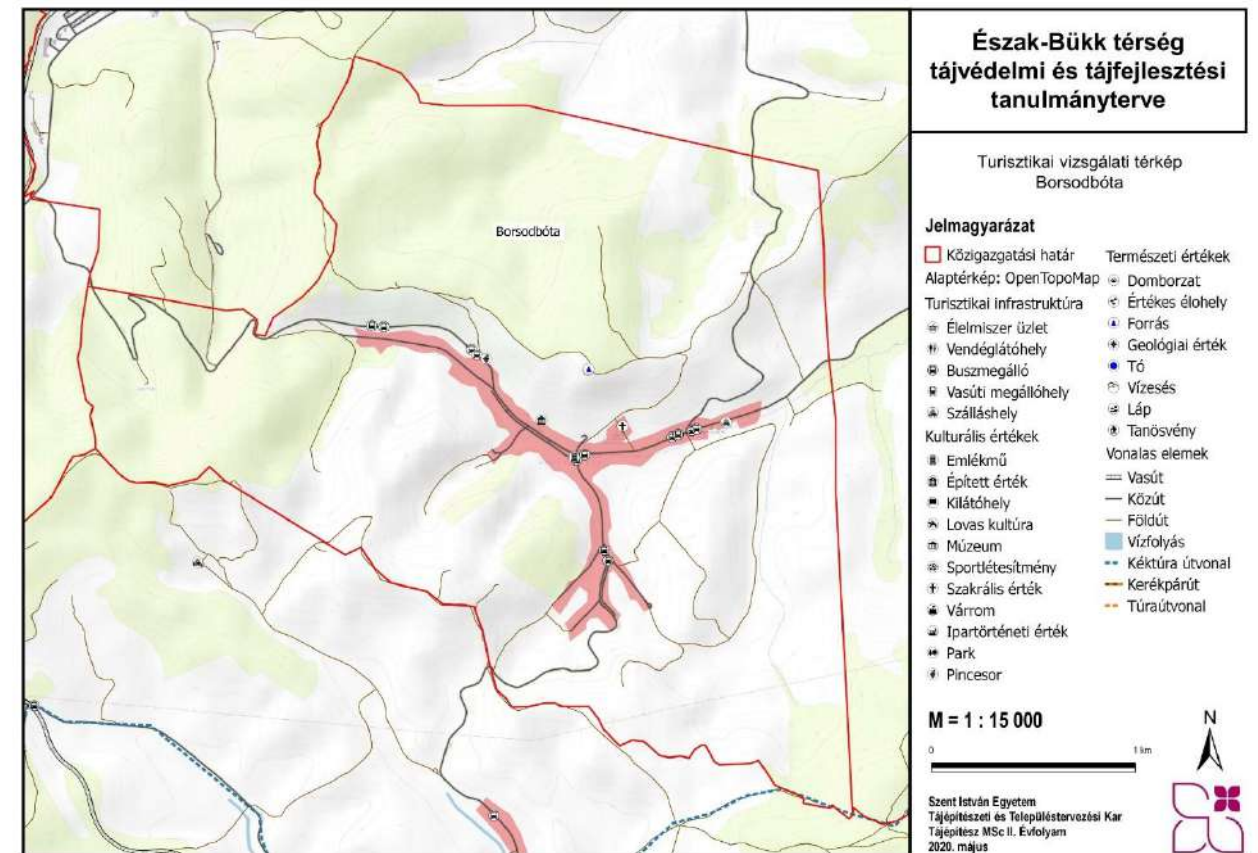 Észak-Bükk térség
tájvédelmi és tájfejlesztési
tanulmányterve
Turisztikai vizsgálati térkép
Borsodbóta
Jelmagyarázat
Közigazgatási határ
Alaptérkép: OpenTopoMap
Turisztikai infrastruktúra
Élelmiszer üzlet
Vendéglátóhely
Buszmegálló
Vasúti megállóhely
Szálláshely
Kulturális értékek
Emlékmű
Épített érték
Kilátóhely
Lovas kultúra
Múzeum
Sportlétesítmény
Szakrális érték
Várrom
Ipartörténeti érték
Park
Pincesor
Természeti értékek
Domborzat
Értékes élohely
Forrás
Geológiai érték
Tó
Vízesés
Láp
Tanösvény
Vonalas elemek
Vasút
Közút
Földút
Vízfolyás
Kéktúra útvonal
Kerékpárút
Túraútvonal
M = 1 : 15 000
0 1 km
N
Szent István Egyetem
Tájépítészeti és Településtervezési Kar
Tájépítész MSc II. Évfolyam
2020. május
Borsodbóta